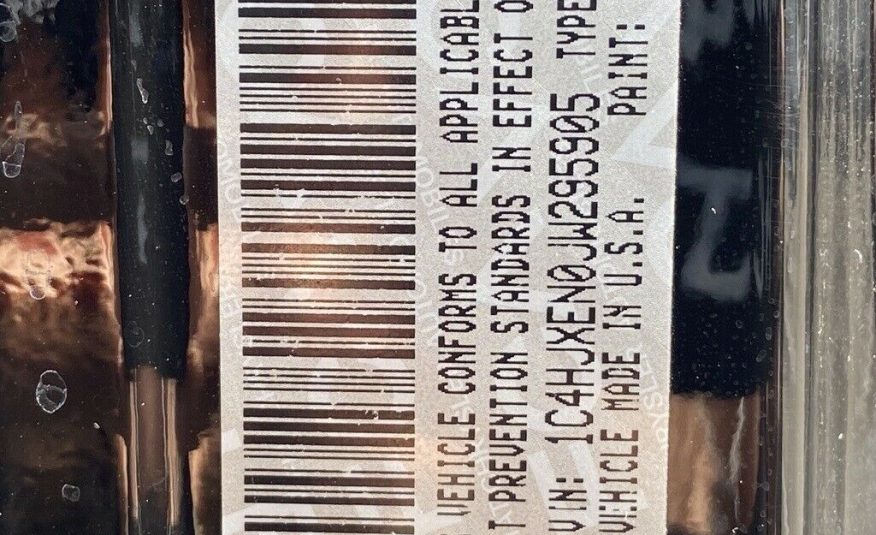 VEHICLE CONFORMS TO ALL APPLICABL
T PREVENTION STANDARDS IN EFFECT O
VIN: 1C4HJXEN0JW295905 TYPE
VEHICLE MADE IN U.S.A. PAINT: